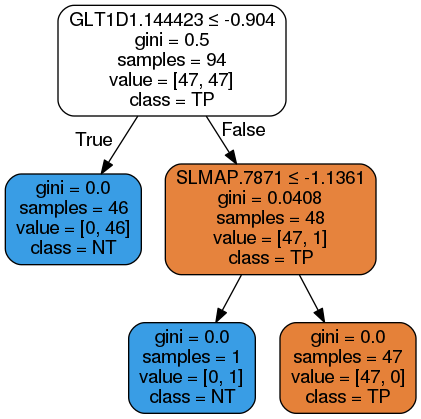 GLT1D1.144423 ≤ -0.904
gini = 0.5
samples = 94
value = [47, 47]
class = TP
True
False
gini = 0.0
samples = 46
value = [0, 46]
class = NT
SLMAP.7871 ≤ -1.1361
gini = 0.0408
samples = 48
value = [47, 1]
class = TP
gini = 0.0
samples = 1
value = [0, 1]
class = NT
gini = 0.0
samples = 47
value = [47, 0]
class = TP